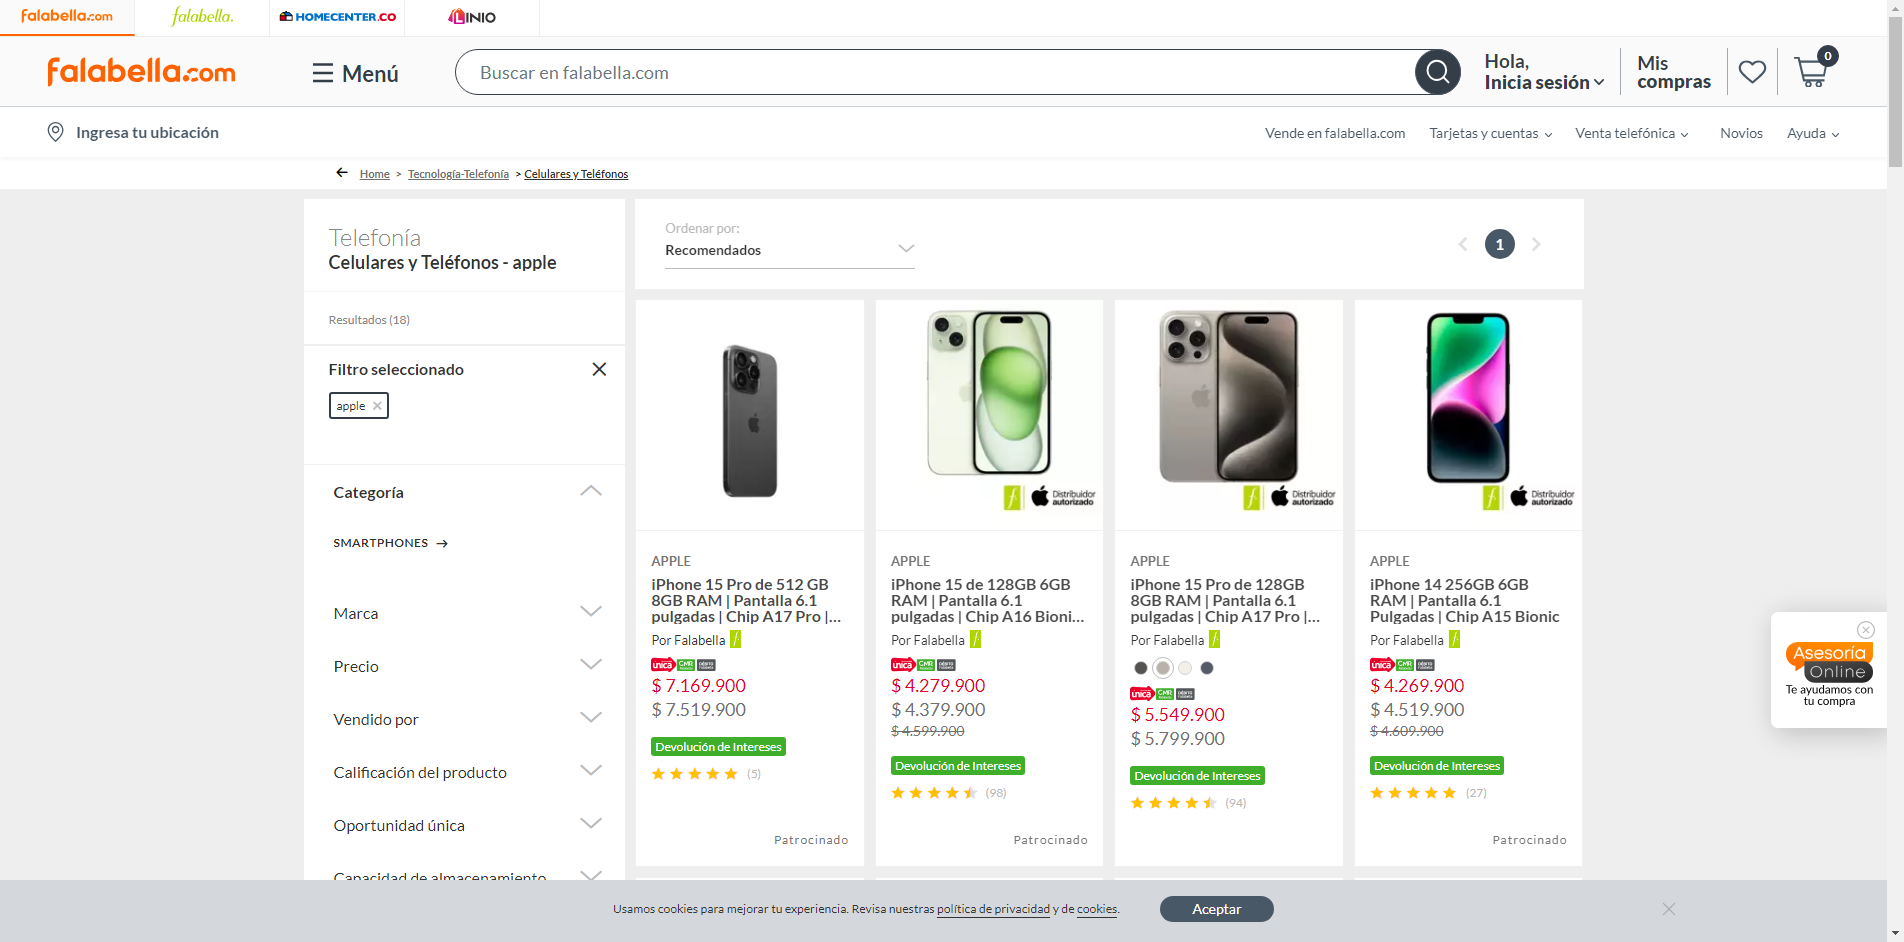 falabella.com
falabella.
HOMECENTER.CO
LINIO
falabella.com
Menú
Buscar en falabella.com
Hola,
Inicia sesión
Mis
compras
0
Ingresa tu ubicación
Vende en falabella.com
Tarjetas y cuentas
Venta telefónica
Novios
Ayuda
Home > Tecnología-Telefonía > Celulares y Teléfonos
Telefonía
Celulares y Teléfonos - apple
Resultados (18)
Filtro seleccionado
apple
Categoría
SMARTPHONES
Marca
Precio
Vendido por
Calificación del producto
Oportunidad única
Capacidad de almacenamiento
Ordenar por:
Recomendados
1
APPLE
iPhone 15 Pro de 512 GB
8GB RAM | Pantalla 6.1
pulgadas | Chip A17 Pro |...
Por Falabella
única CMR
$ 7.169.900
$ 7.519.900
Devolución de Intereses
(5)
Patrocinado
Distribuidor
autorizado
APPLE
iPhone 15 de 128GB 6GB
RAM | Pantalla 6.1
pulgadas | Chip A16 Bioni...
Por Falabella
única CMR
$ 4.279.900
$ 4.379.900
$ 4.599.900
Devolución de Intereses
(98)
Patrocinado
Distribuidor
autorizado
APPLE
iPhone 15 Pro de 128GB
8GB RAM | Pantalla 6.1
pulgadas | Chip A17 Pro |...
Por Falabella
única CMR
$ 5.549.900
$ 5.799.900
Devolución de Intereses
(94)
Distribuidor
autorizado
APPLE
iPhone 14 256GB 6GB
RAM | Pantalla 6.1
Pulgadas | Chip A15 Bionic
Por Falabella
única CMR
$ 4.269.900
$ 4.519.900
$ 4.609.900
Devolución de Intereses
(27)
Patrocinado
Asesoría
Online
Te ayudamos con
tu compra
Usamos cookies para mejorar tu experiencia. Revisa nuestras política de privacidad y de cookies.
Aceptar